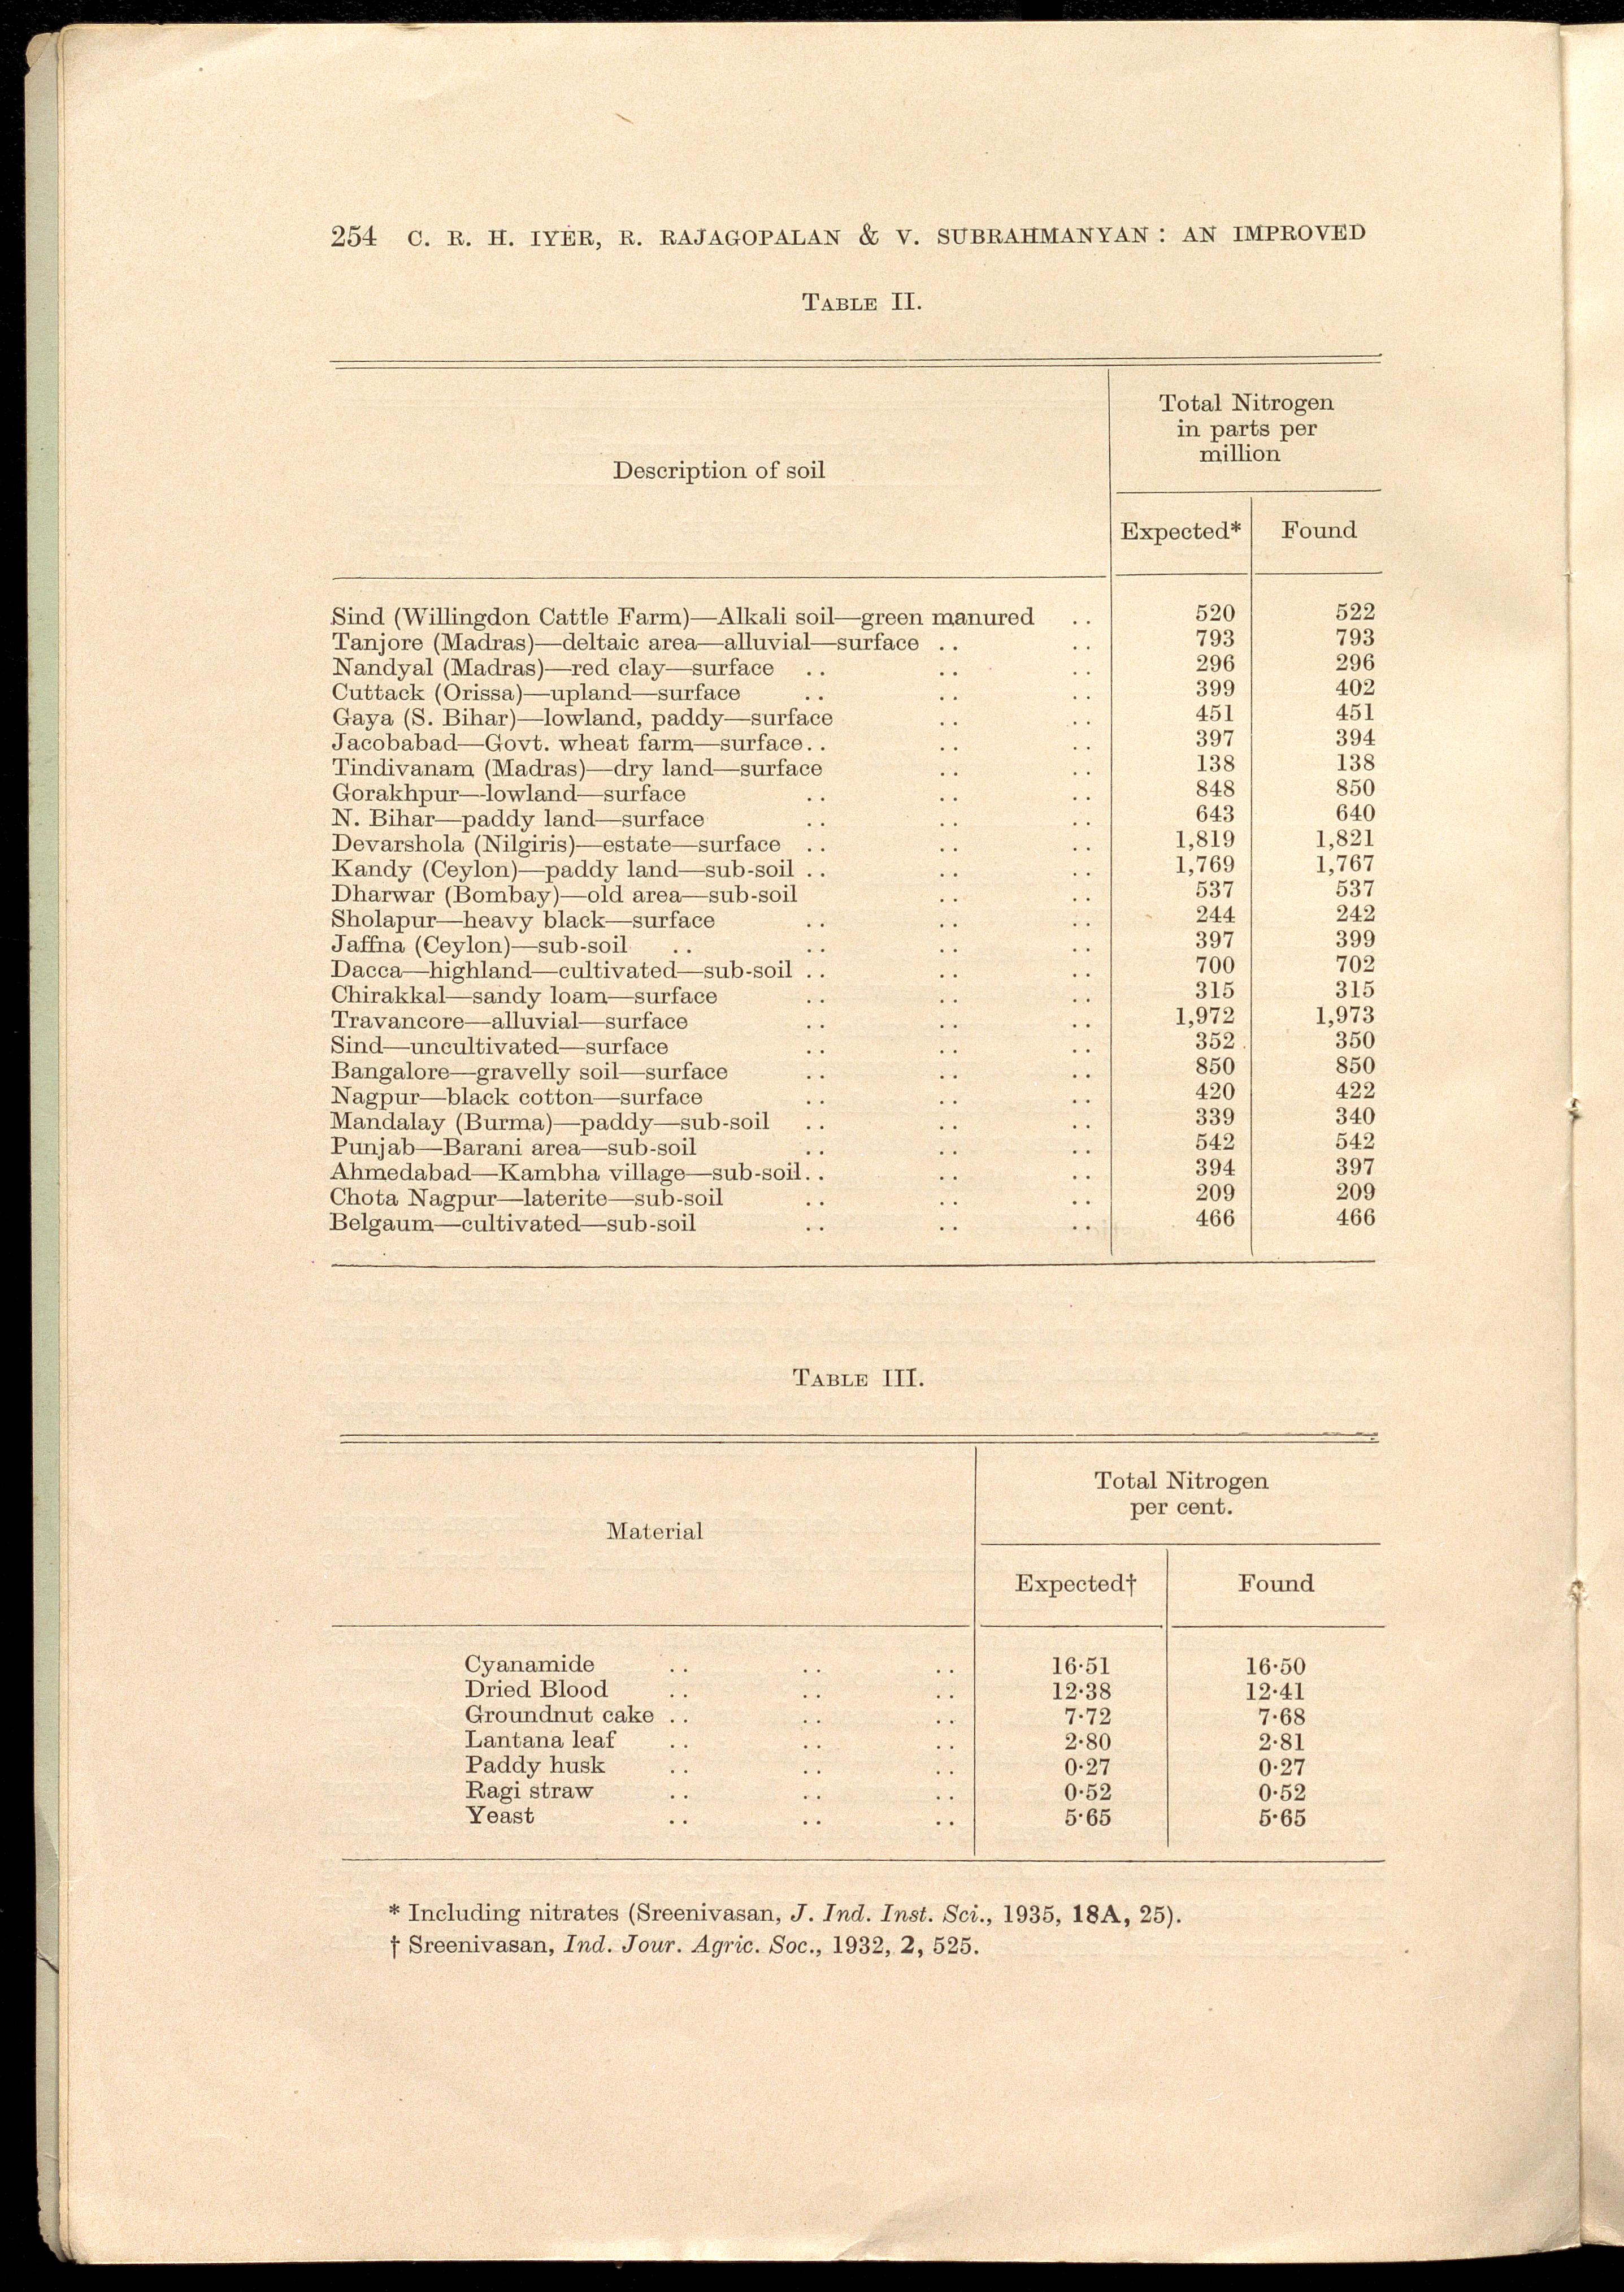 254 C. R. H. IYER, R. RAJAGOPALAN & V. SUBRAHMANYAN : AN IMPROVED
TABLE II.
Description of soil
Total Nitrogen
in parts per
million
Expected* Found
Sind (Willingdon Cattle Farm)—Alkali soil—green manured .. 520 522
Tanjore (Madras)—deltaic area—alluvial—surface .. .. 793 793
Nandyal (Madras)—red clay—surface .. .. .. 296 296
Cuttack (Orissa)—upland—surface .. .. .. 399 402
Gaya (S. Bihar)—lowland, paddy—surface .. .. 451 451
Jacobabad—Govt. wheat farm—surface.. .. .. 397 394
Tindivanam (Madras)—dry land—surface .. .. 138 138
Gorakhpur—lowland—surface .. .. .. 848 850
N. Bihar—paddy land—surface .. .. .. 643 640
Devarshola (Nilgiris)—estate—surface .. .. .. 1,819 1,821
Kandy (Ceylon)—paddy land—sub-soil .. .. .. 1,769 1,767
Dharwar (Bombay)—old area—sub-soil .. .. 537 537
Sholapur—heavy black—surface .. .. .. 244 242
Jaffna (Ceylon)—sub-soil .. .. .. .. 397 399
Dacca—highland—cultivated—sub-soil .. .. .. 700 702
Chirakkal—sandy loam—surface .. .. .. 315 315
Travancore—alluvial—surface .. .. .. 1,972 1,973
Sind—uncultivated—surface .. .. .. 352 350
Bangalore—gravelly soil—surface .. .. .. 850 850
Nagpur—black cotton—surface .. .. .. 420 422
Mandalay (Burma)—paddy—sub-soil .. .. .. 339 340
Punjab—Barani area—sub-soil .. .. .. 542 542
Ahmedabad—Kambha village—sub-soil.. .. .. 394 397
Chota Nagpur—laterite—sub-soil .. .. .. 209 209
Belgaum—cultivated—sub-soil .. .. .. 466 466
TABLE III.
Material
Total Nitrogen
per cent.
Expected† Found
Cyanamide .. .. .. 16·51 16·50
Dried Blood .. .. .. 12·38 12·41
Groundnut cake .. .. .. 7·72 7·68
Lantana leaf .. .. .. 2·80 2·81
Paddy husk .. .. .. 0·27 0·27
Ragi straw .. .. .. 0·52 0·52
Yeast .. .. .. 5·65 5·65
* Including nitrates (Sreenivasan, J. Ind. Inst. Sci., 1935, 18A, 25).
† Sreenivasan, Ind. Jour. Agric. Soc., 1932, 2, 525.